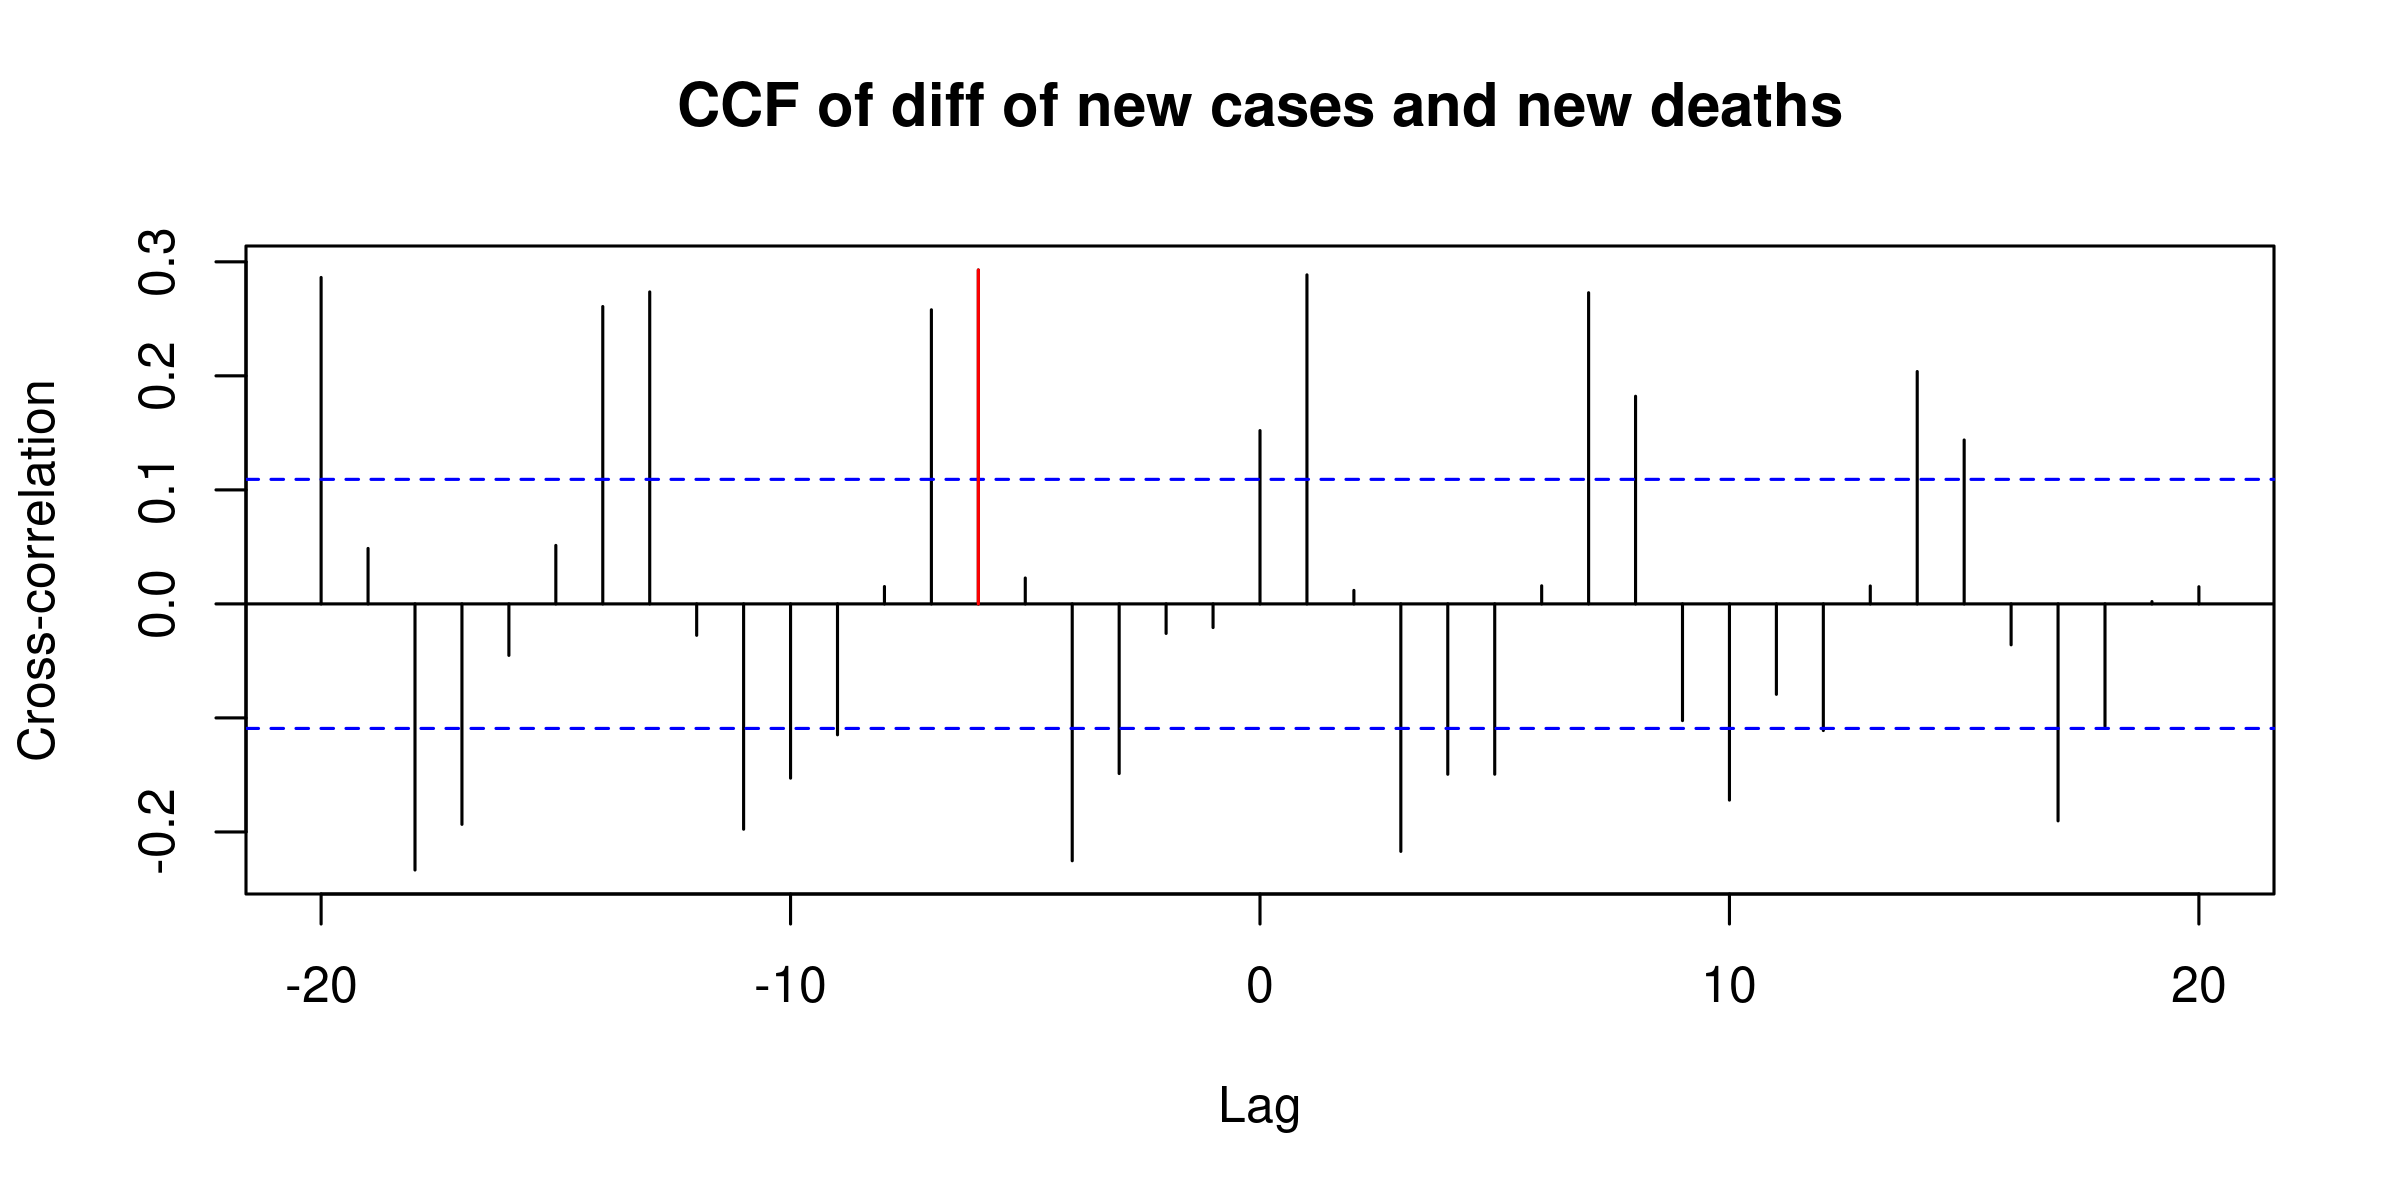 CCF of diff of new cases and new deaths
Cross-correlation
0.3
0.2
0.1
0.0
-0.2
-20 -10 0 10 20
Lag